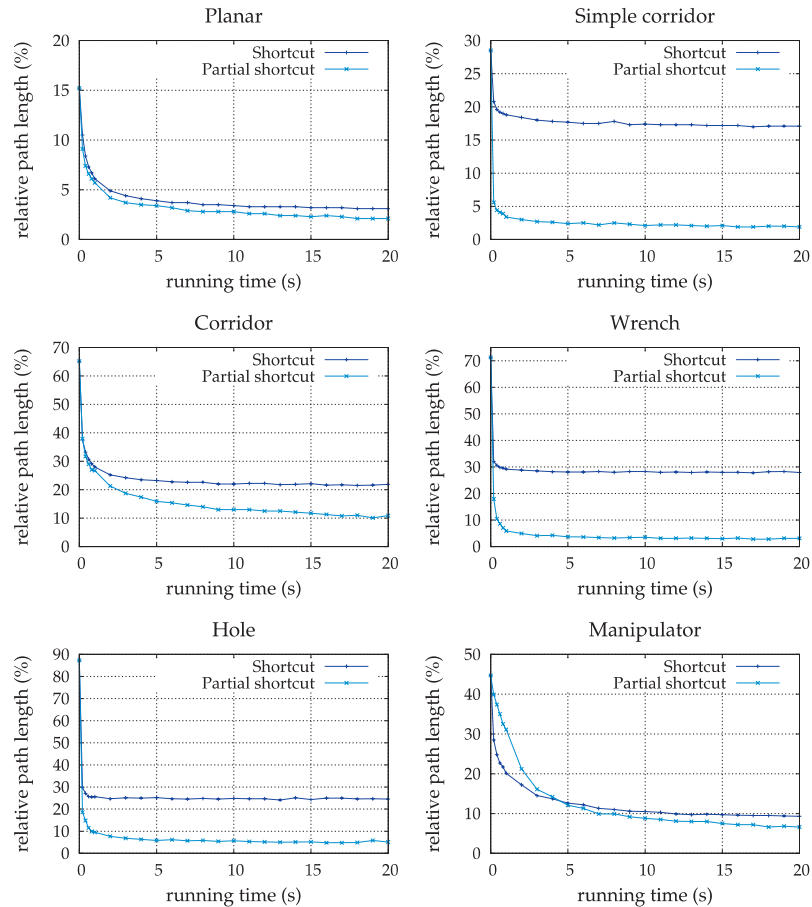 Planar
relative path length (%)
20
15
10
5
0
Shortcut
Partial shortcut
0 5 10 15 20
running time (s)
Simple corridor
relative path length (%)
30
25
20
15
10
5
0
Shortcut
Partial shortcut
0 5 10 15 20
running time (s)
Corridor
relative path length (%)
70
60
50
40
30
20
10
0
Shortcut
Partial shortcut
0 5 10 15 20
running time (s)
Wrench
relative path length (%)
70
60
50
40
30
20
10
0
Shortcut
Partial shortcut
0 5 10 15 20
running time (s)
Hole
relative path length (%)
90
80
70
60
50
40
30
20
10
0
Shortcut
Partial shortcut
0 5 10 15 20
running time (s)
Manipulator
relative path length (%)
50
40
30
20
10
0
Shortcut
Partial shortcut
0 5 10 15 20
running time (s)